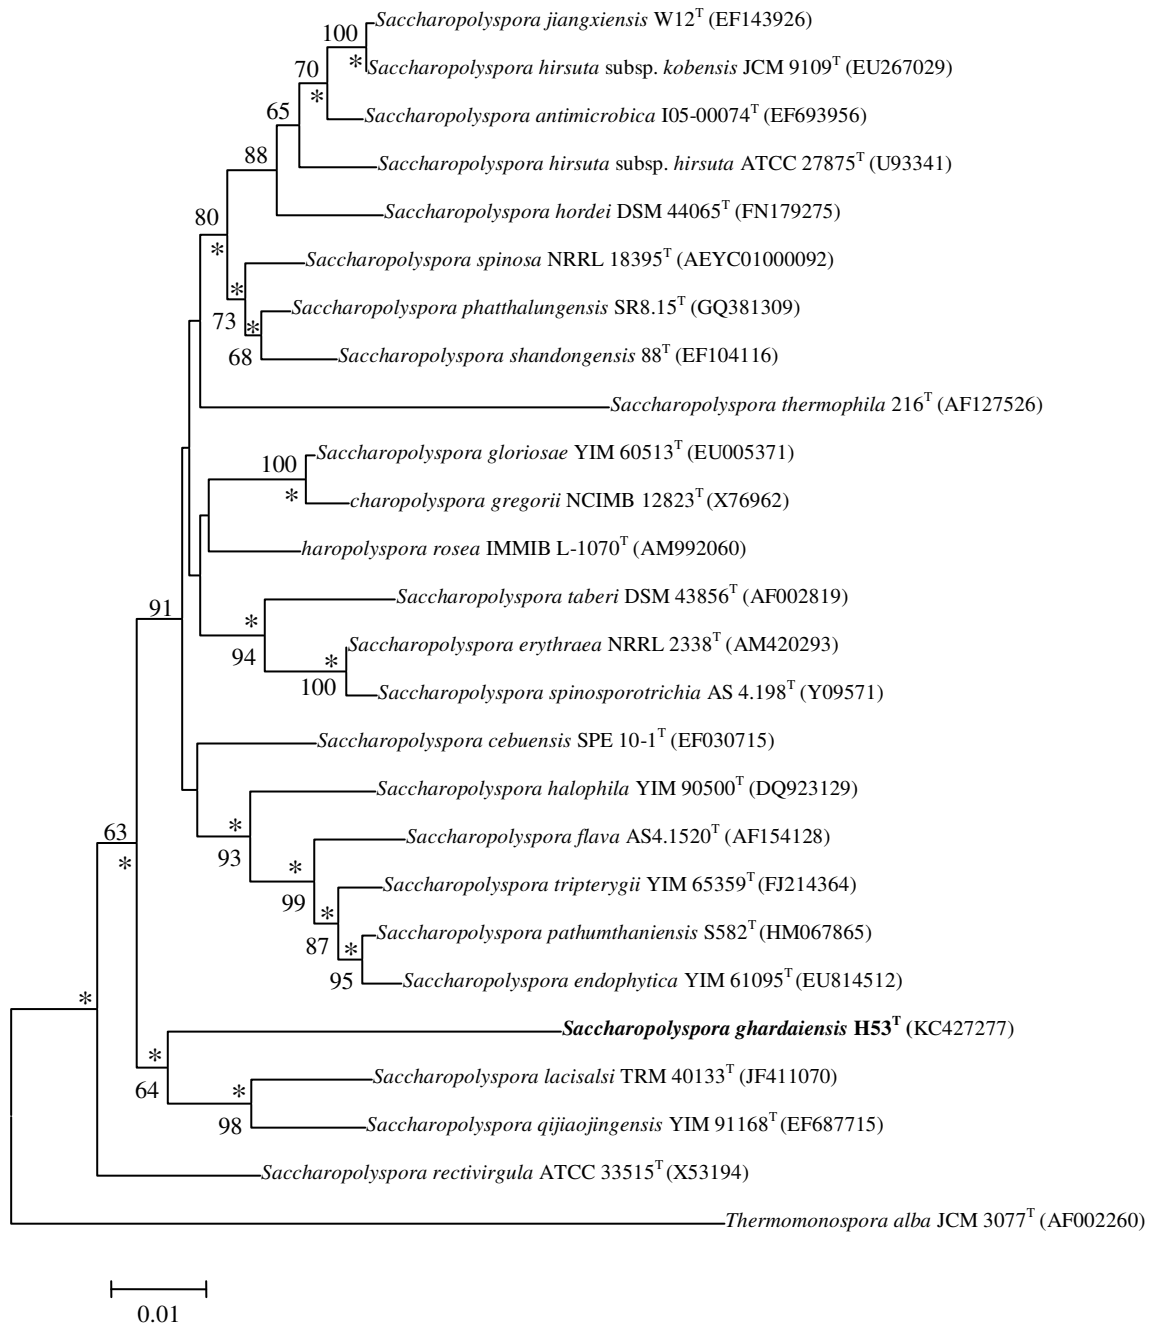 Saccharopolyspora jiangxiensis W12T (EF143926)
100
*
Saccharopolyspora hirsuta subsp. kobensis JCM 9109T (EU267029)
70
*
Saccharopolyspora antimicrobica I05-00074T (EF693956)
65
Saccharopolyspora hirsuta subsp. hirsuta ATCC 27875T (U93341)
88
Saccharopolyspora hordei DSM 44065T (FN179275)
80
*
Saccharopolyspora spinosa NRRL 18395T (AEYC01000092)
*
73
Saccharopolyspora phatthalungensis SR8.15T (GQ381309)
*
68
Saccharopolyspora shandongensis 88T (EF104116)
Saccharopolyspora thermophila 216T (AF127526)
Saccharopolyspora gloriosae YIM 60513T (EU005371)
100
*
charopolyspora gregorii NCIMB 12823T (X76962)
haropolyspora rosea IMMIB L-1070T (AM992060)
Saccharopolyspora taberi DSM 43856T (AF002819)
91
*
94
Saccharopolyspora erythraea NRRL 2338T (AM420293)
*
100
Saccharopolyspora spinosporotrichia AS 4.198T (Y09571)
Saccharopolyspora cebuensis SPE 10-1T (EF030715)
Saccharopolyspora halophila YIM 90500T (DQ923129)
*
93
Saccharopolyspora flava AS4.1520T (AF154128)
63
*
*
99
Saccharopolyspora tripterygii YIM 65359T (FJ214364)
*
87
Saccharopolyspora pathumthaniensis S582T (HM067865)
*
95
Saccharopolyspora endophytica YIM 61095T (EU814512)
*
Saccharopolyspora ghardaiensis H53T (KC427277)
*
64
Saccharopolyspora lacisalsi TRM 40133T (JF411070)
*
98
Saccharopolyspora qijiaojingensis YIM 91168T (EF687715)
Saccharopolyspora rectivirgula ATCC 33515T (X53194)
Thermomonospora alba JCM 3077T (AF002260)
0.01